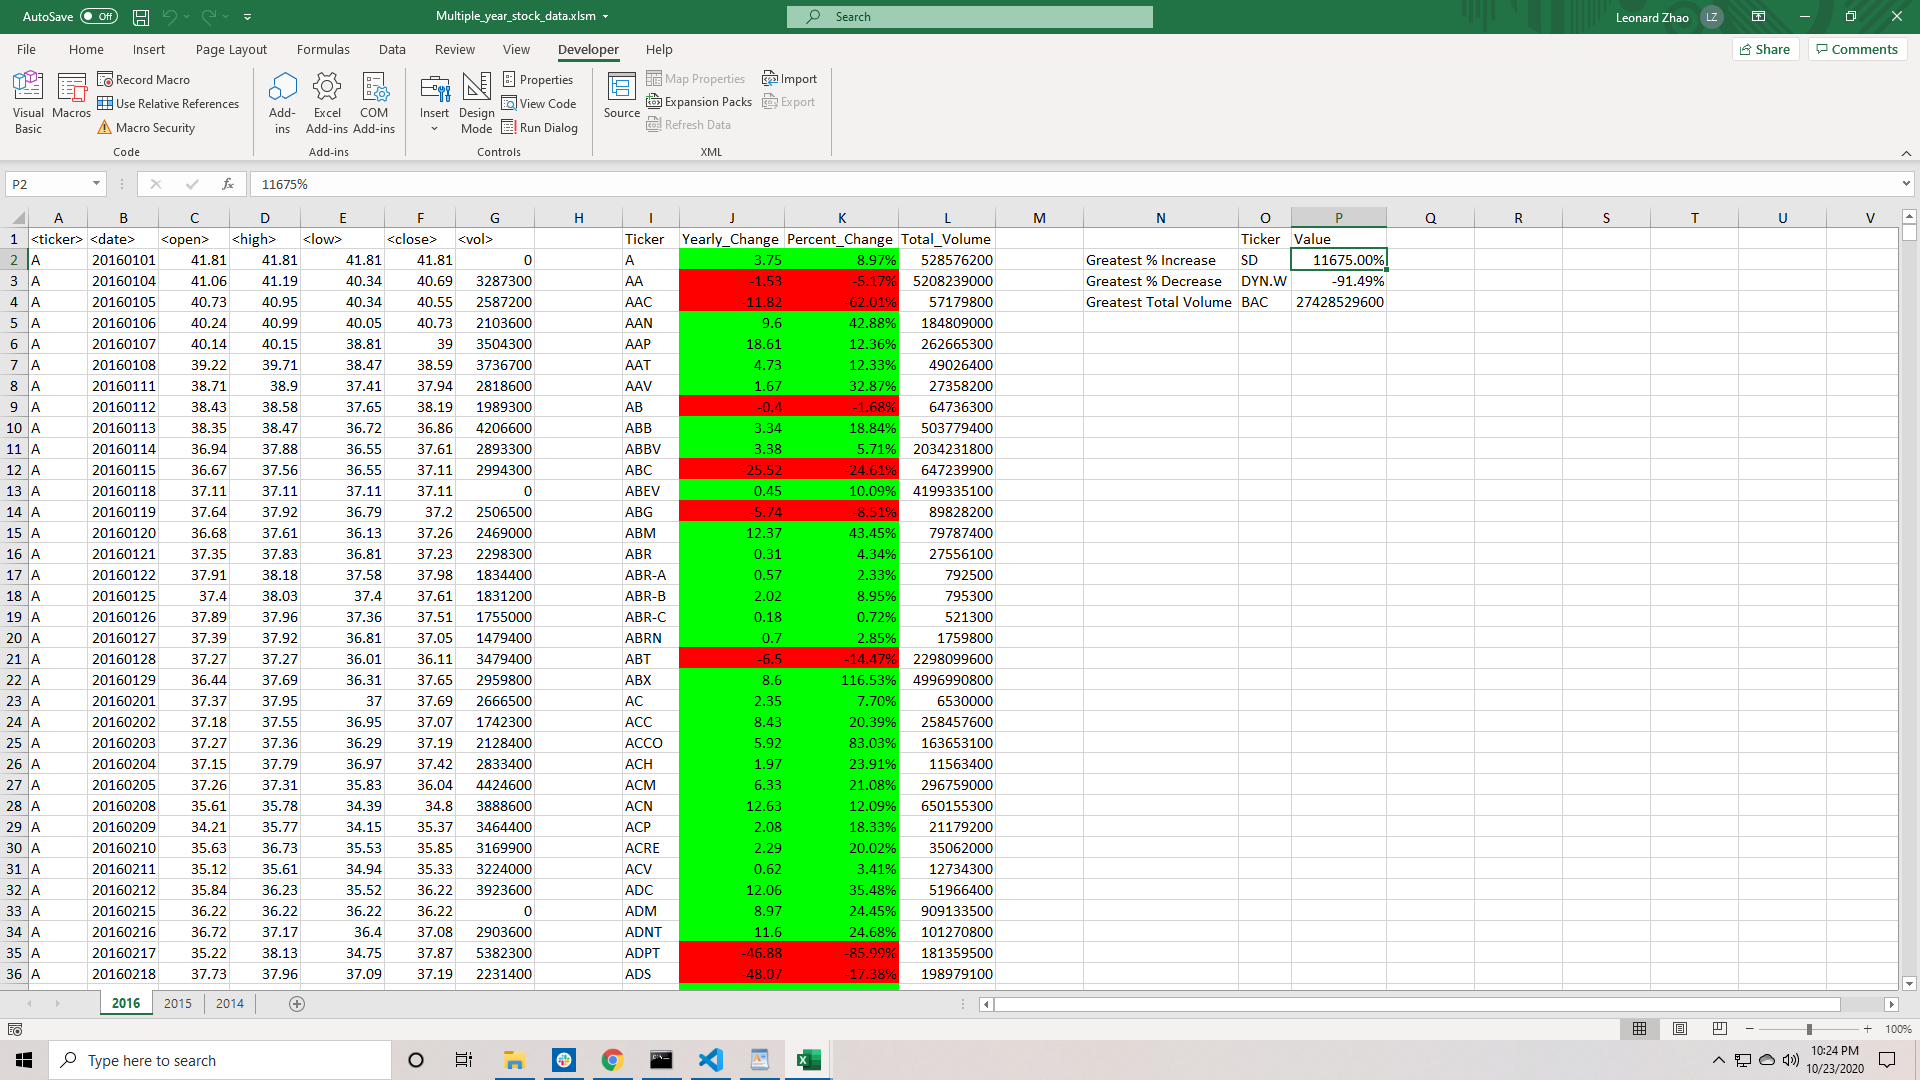 AutoSave Off Multiple_year_stock_data.xlsm Search Leonard Zhao LZ
File Home Insert Page Layout Formulas Data Review View Developer Help Share Comments
Visual Basic Macros Record Macro Use Relative References Macro Security Code
Add-ins Excel Add-ins COM Add-ins Add-ins
Insert Design Mode Properties View Code Run Dialog Controls
Source Map Properties Expansion Packs Refresh Data Import Export XML
P2 fx 11675%
A B C D E F G H I J K L M N O P Q R S T U V
1 <ticker> <date> <open> <high> <low> <close> <vol> Ticker Yearly_Change Percent_Change Total_Volume Ticker Value
2 A 20160101 41.81 41.81 41.81 41.81 0 A 3.75 8.97% 528576200 Greatest % Increase SD 11675.00%
3 A 20160104 41.06 41.19 40.34 40.69 3287300 AA -1.53 -5.17% 5208239000 Greatest % Decrease DYN.W -91.49%
4 A 20160105 40.73 40.95 40.34 40.55 2587200 AAC -11.82 -62.01% 57179800 Greatest Total Volume BAC 27428529600
5 A 20160106 40.24 40.99 40.05 40.73 2103600 AAN 9.6 42.88% 184809000
6 A 20160107 40.14 40.15 38.81 39 3504300 AAP 18.61 12.36% 262665300
7 A 20160108 39.22 39.71 38.47 38.59 3736700 AAT 4.73 12.33% 49026400
8 A 20160111 38.71 38.9 37.41 37.94 2818600 AAV 1.67 32.87% 27358200
9 A 20160112 38.43 38.58 37.65 38.19 1989300 AB -0.4 -1.68% 64736300
10 A 20160113 38.35 38.47 36.72 36.86 4206600 ABB 3.34 18.84% 503779400
11 A 20160114 36.94 37.88 36.55 37.61 2893300 ABBV 3.38 5.71% 2034231800
12 A 20160115 36.67 37.56 36.55 37.11 2994300 ABC -25.52 -24.61% 647239900
13 A 20160118 37.11 37.11 37.11 37.11 0 ABEV 0.45 10.09% 4199335100
14 A 20160119 37.64 37.92 36.79 37.2 2506500 ABG -5.74 -8.51% 89828200
15 A 20160120 36.68 37.61 36.13 37.26 2469000 ABM 12.37 43.45% 79787400
16 A 20160121 37.35 37.83 36.81 37.23 2298300 ABR 0.31 4.34% 27556100
17 A 20160122 37.91 38.18 37.58 37.98 1834400 ABR-A 0.57 2.33% 792500
18 A 20160125 37.4 38.03 37.4 37.61 1831200 ABR-B 2.02 8.95% 795300
19 A 20160126 37.89 37.96 37.36 37.51 1755000 ABR-C 0.18 0.72% 521300
20 A 20160127 37.39 37.92 36.81 37.05 1479400 ABRN 0.7 2.85% 1759800
21 A 20160128 37.27 37.27 36.01 36.11 3479400 ABT -6.5 -14.47% 2298099600
22 A 20160129 36.44 37.69 36.31 37.65 2959800 ABX 8.6 116.53% 4996990800
23 A 20160201 37.37 37.95 37 37.69 2666500 AC 2.35 7.70% 6530000
24 A 20160202 37.18 37.55 36.95 37.07 1742300 ACC 8.43 20.39% 258457600
25 A 20160203 37.27 37.36 36.29 37.19 2128400 ACCO 5.92 83.03% 163653100
26 A 20160204 37.15 37.79 36.97 37.42 2833400 ACH 1.97 23.91% 11563400
27 A 20160205 37.26 37.31 35.83 36.04 4424600 ACM 6.33 21.08% 296759000
28 A 20160208 35.61 35.78 34.39 34.8 3888600 ACN 12.63 12.09% 650155300
29 A 20160209 34.21 35.77 34.15 35.37 3464400 ACP 2.08 18.33% 21179200
30 A 20160210 35.63 36.73 35.53 35.85 3169900 ACRE 2.29 20.02% 35062000
31 A 20160211 35.12 35.61 34.94 35.33 3224000 ACV 0.62 3.41% 12734300
32 A 20160212 35.84 36.23 35.52 36.22 3923600 ADC 12.06 35.48% 51966400
33 A 20160215 36.22 36.22 36.22 36.22 0 ADM 8.97 24.45% 909133500
34 A 20160216 36.72 37.17 36.4 37.08 2903600 ADNT 11.6 24.68% 101270800
35 A 20160217 35.22 38.13 34.75 37.87 5382300 ADPT -46.88 -85.99% 181359500
36 A 20160218 37.73 37.96 37.09 37.19 2231400 ADS -48.07 -17.38% 198979100
2016 2015 2014
100%
Type here to search
10:24 PM
10/23/2020